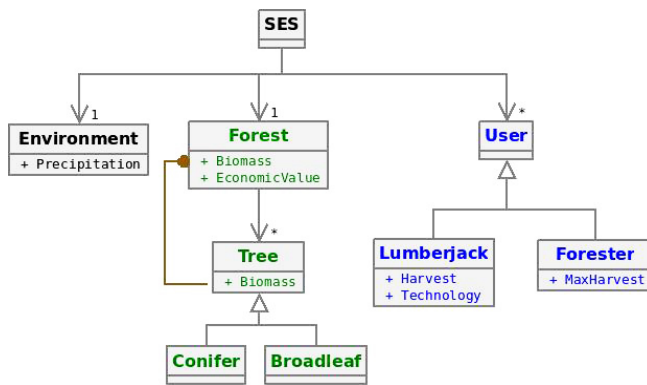 SES
1
1
*
Environment
+ Precipitation
Forest
+ Biomass
+ EconomicValue
User
*
Tree
+ Biomass
Lumberjack
+ Harvest
+ Technology
Forester
+ MaxHarvest
Conifer
Broadleaf